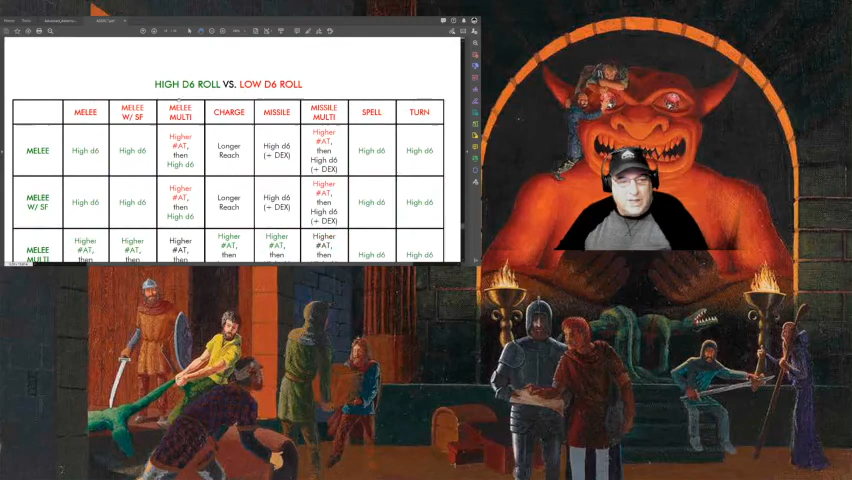 Home Tools
HIGH D6 ROLL VS. LOW D6 ROLL
MELEE MELEE W/ SF MELEE MULTI CHARGE MISSILE MISSILE MULTI SPELL TURN
MELEE High d6 High d6 Higher #AT, then High d6 Longer Reach High d6 (+ DEX) Higher #AT, then High d6 (+ DEX) High d6 High d6
MELEE W/ SF High d6 High d6 Higher #AT, then High d6 Longer Reach High d6 (+ DEX) Higher #AT, then High d6 (+ DEX) High d6 High d6
MELEE MULTI Higher #AT, then Higher #AT, then Higher #AT, then Higher #AT, then Higher #AT, then Higher #AT, then High d6 High d6